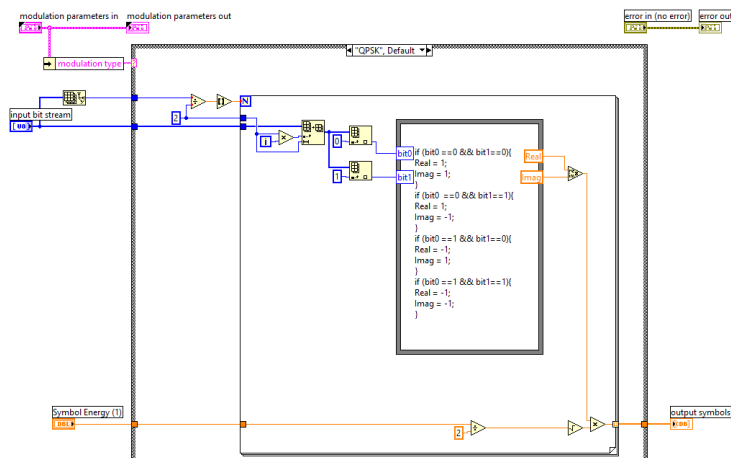 modulation parameters in
modulation parameters out
error in (no error)
error out
"QPSK", Default
modulation type
input bit stream
[U8]
2
N
i
0
1
bit0
bit1
if (bit0 ==0 && bit1==0){
Real = 1;
Imag = 1;
}
if (bit0 ==0 && bit1==1){
Real = 1;
Imag = -1;
}
if (bit0 ==1 && bit1==0){
Real = -1;
Imag = 1;
}
if (bit0 ==1 && bit1==1){
Real = -1;
Imag = -1;
}
Real
Imag
Symbol Energy (1)
DBL
2
output symbols